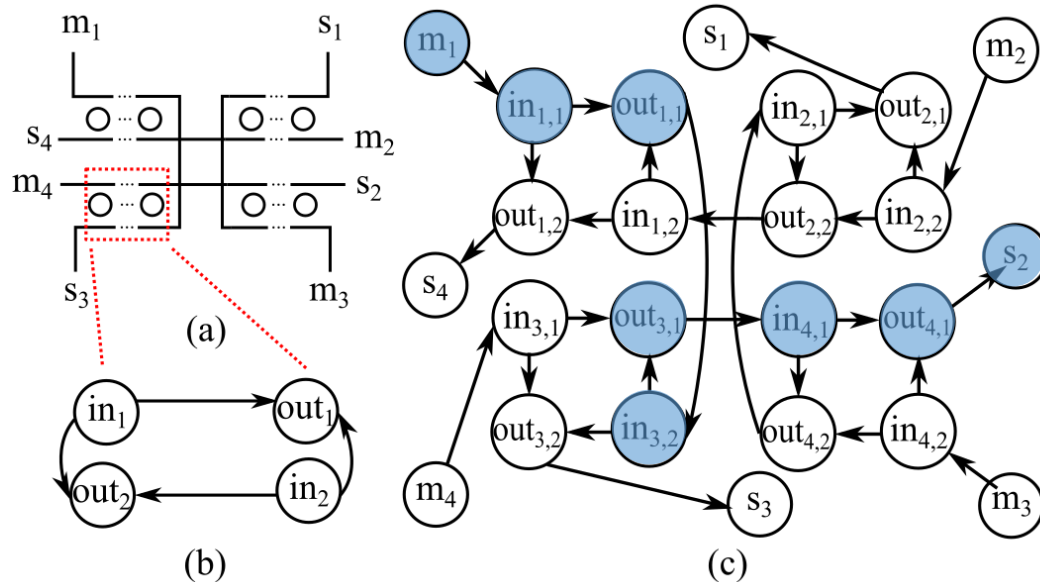 m1 s1
s4 m2
m4 s2
s3 m3
(a)
in1 out1
out2 in2
(b)
m1 s1 m2
in1,1 out1,1 in2,1 out2,1
out1,2 in1,2 out2,2 in2,2
s4 s2
in3,1 out3,1 in4,1 out4,1
out3,2 in3,2 out4,2 in4,2
m4 s3 m3
(c)